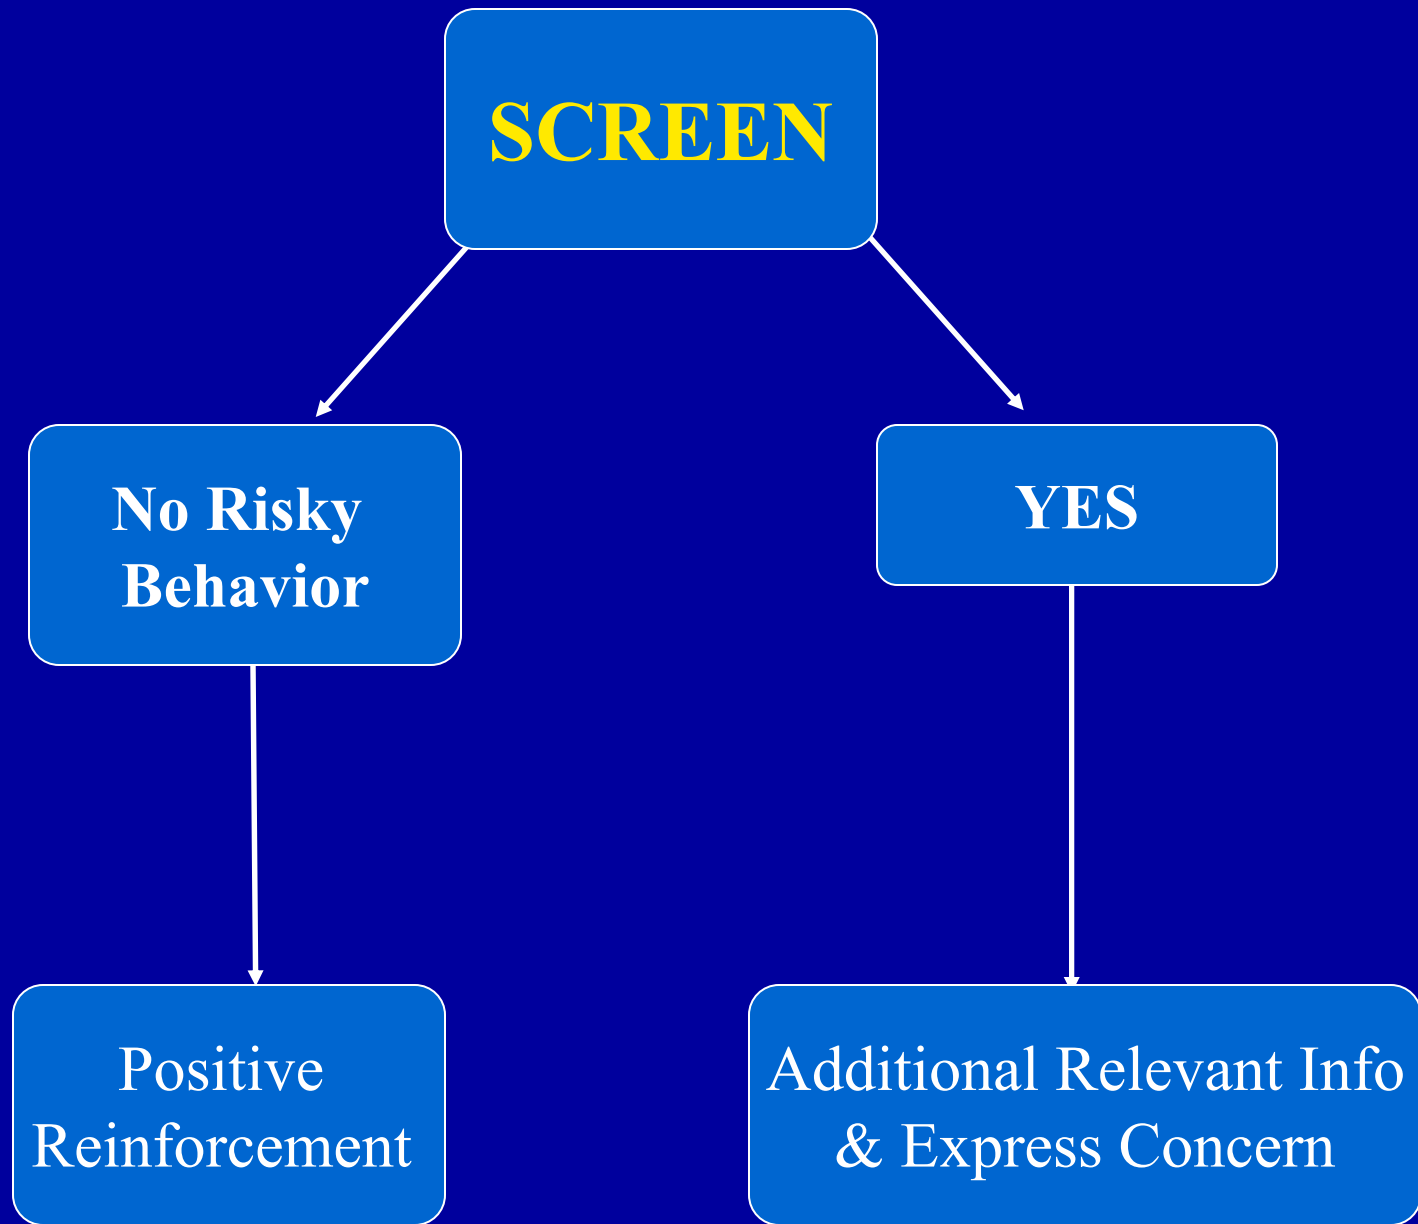 SCREEN
No Risky
Behavior
YES
Positive
Reinforcement
Additional Relevant Info
& Express Concern